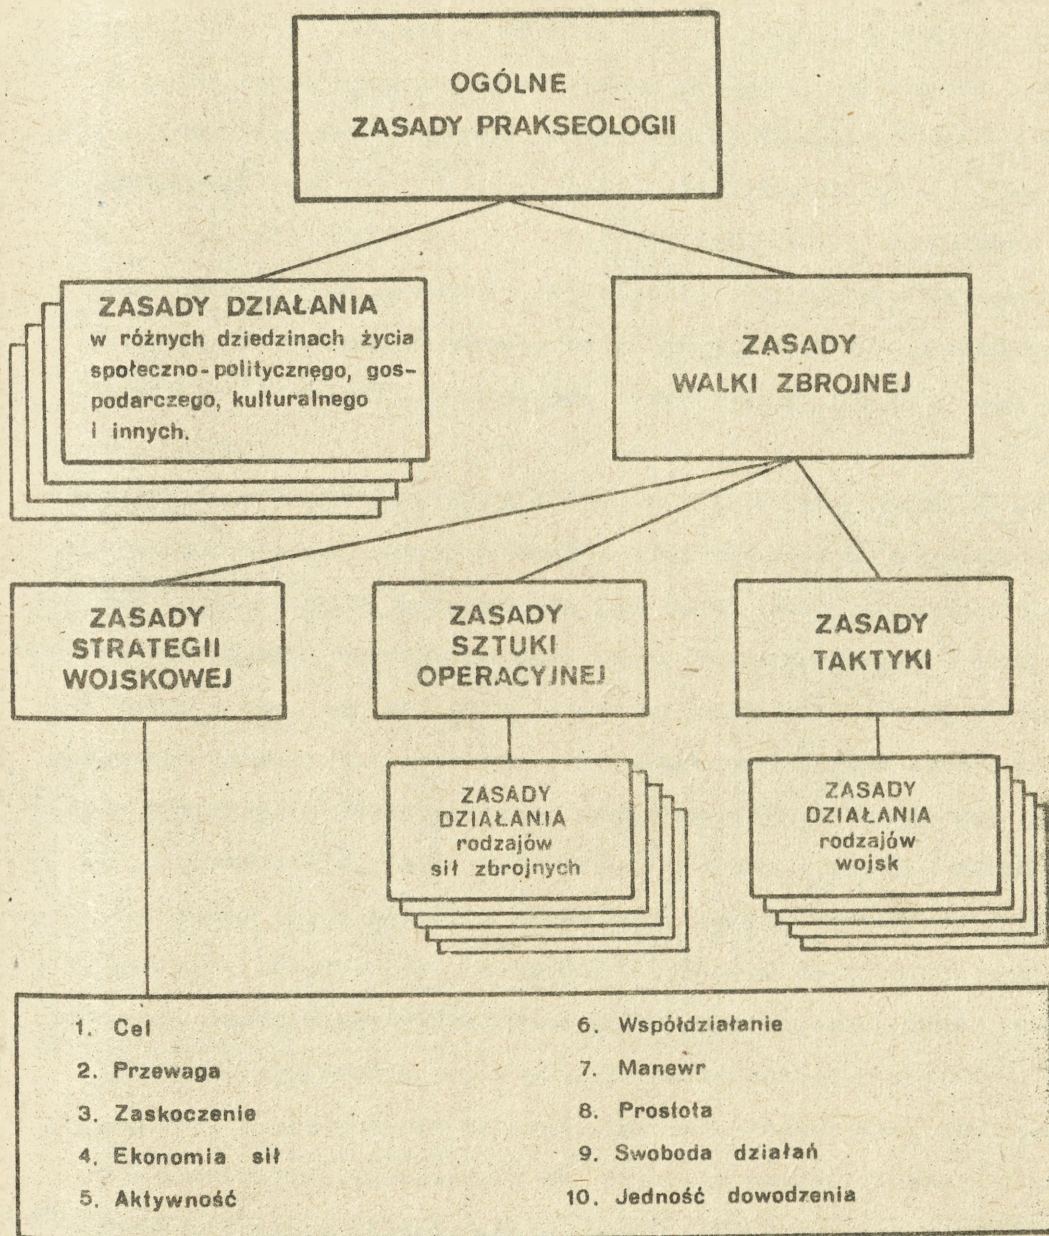 OGÓLNE
ZASADY PRAKSEOLOGII
ZASADY DZIAŁANIA
w różnych dziedzinach życia
społeczno-politycznego, gos-
podarczego, kulturalnego
i innych.
ZASADY
WALKI ZBROJNEJ
ZASADY
STRATEGII
WOJSKOWEJ
ZASADY
SZTUKI
OPERACYJNEJ
ZASADY
TAKTYKI
ZASADY
DZIAŁANIA
rodzajów
sił zbrojnych
ZASADY
DZIAŁANIA
rodzajów
wojsk
1. Cel
2. Przewaga
3. Zaskoczenie
4. Ekonomia sił
5. Aktywność
6. Współdziałanie
7. Manewr
8. Prostota
9. Swoboda działań
10. Jedność dowodzenia